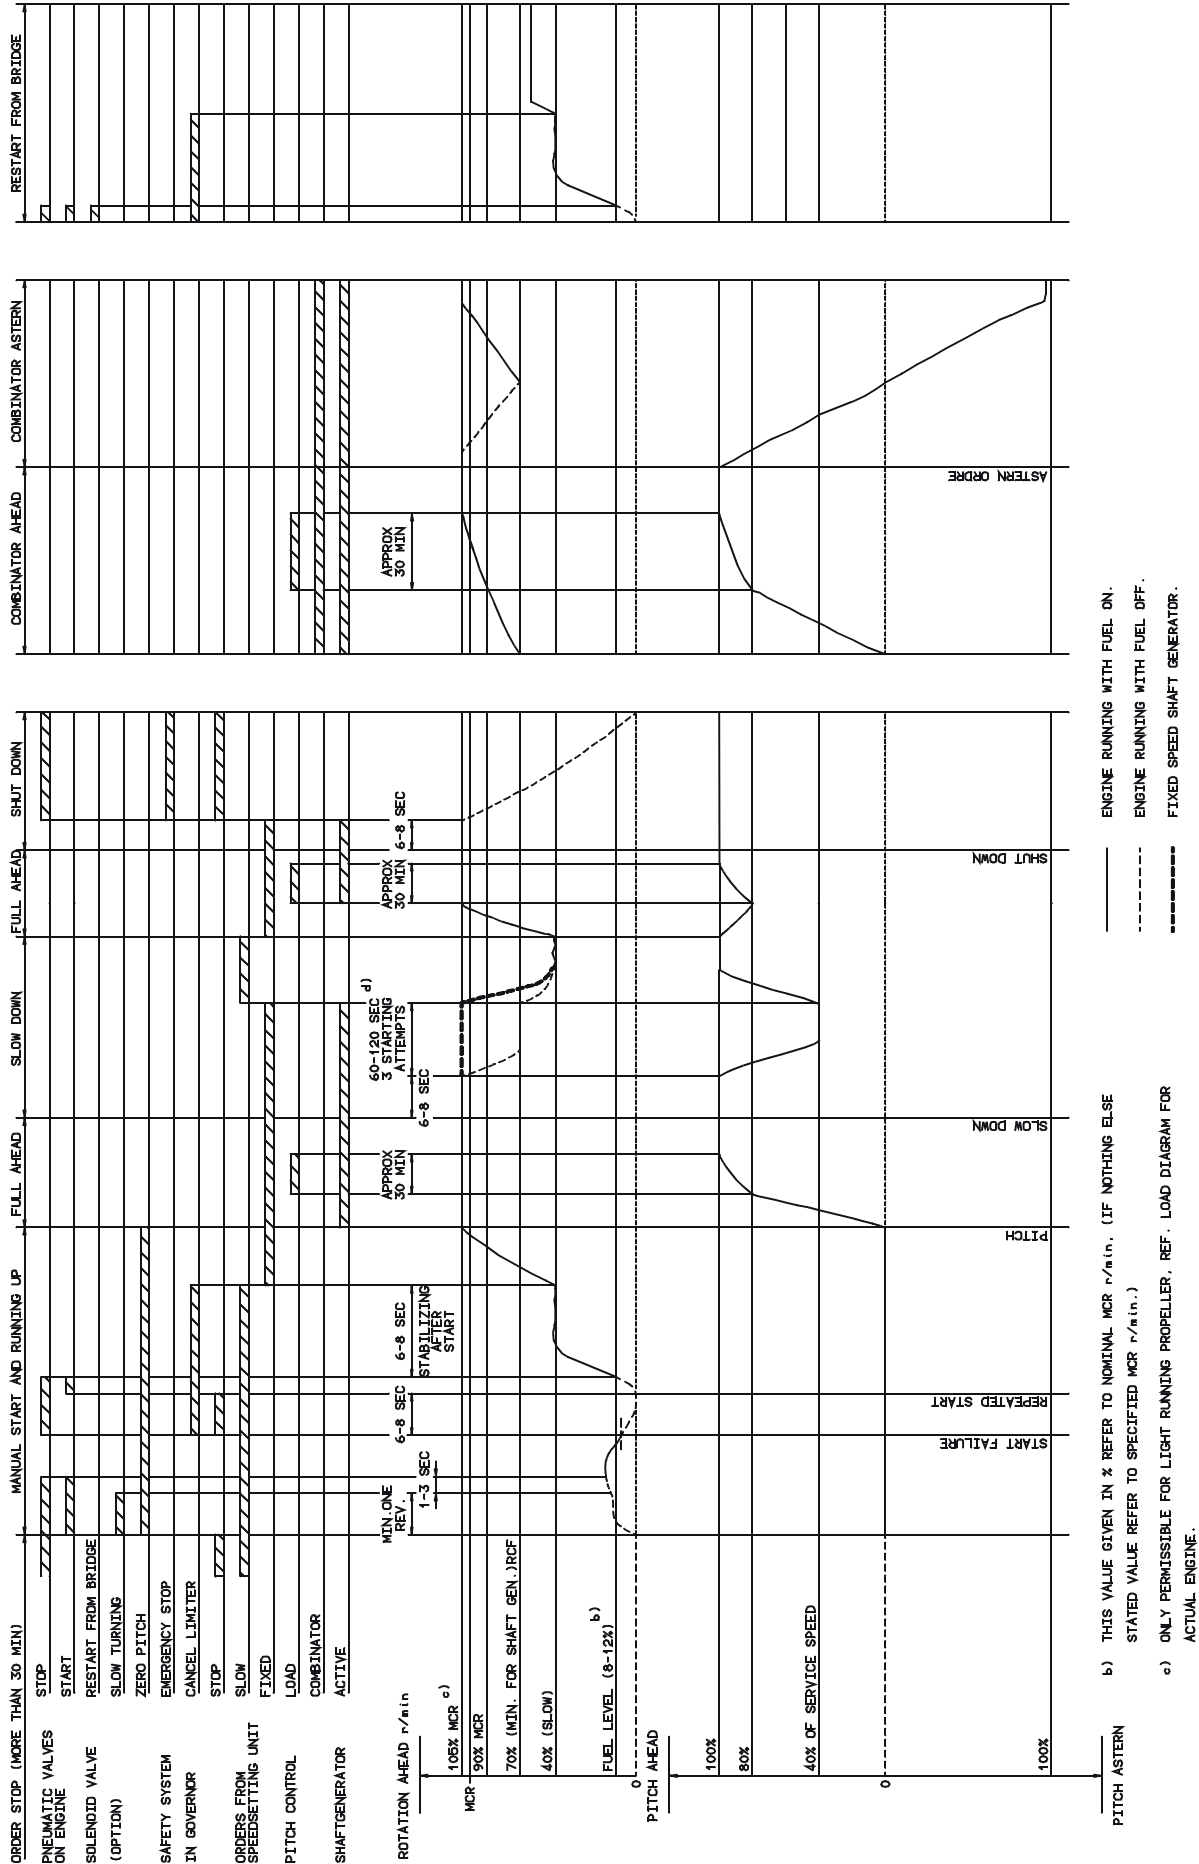 ORDER STOP (MORE THAN 30 MIN)
MANUAL START AND RUNNING UP
FULL AHEAD
SLOW DOWN
FULL AHEAD
SHUT DOWN
COMBINATOR AHEAD
COMBINATOR ASTERN
RESTART FROM BRIDGE
PNEUMATIC VALVES
ON ENGINE
STOP
START
SOLENOID VALVE
RESTART FROM BRIDGE
(OPTION)
SLOW TURNING
ZERO PITCH
SAFETY SYSTEM
EMERGENCY STOP
IN GOVERNOR
CANCEL LIMITER
STOP
ORDERS FROM
SPEEDSETTING UNIT
SLOW
FIXED
PITCH CONTROL
LOAD
COMBINATOR
SHAFTGENERATOR
ACTIVE
ROTATION AHEAD r/min
MIN.ONE
REV.
1-3 SEC
6-8 SEC
6-8 SEC
STABILIZING
AFTER
START
APPROX
30 MIN
6-8 SEC
60-120 SEC d)
3 STARTING
ATTEMPTS
APPROX
30 MIN
6-8 SEC
APPROX
30 MIN
105% MCR c)
MCR
90% MCR
70% (MIN. FOR SHAFT GEN.)RCF
40% (SLOW)
FUEL LEVEL (8-12%) b)
0
PITCH AHEAD
100%
80%
40% OF SERVICE SPEED
0
100%
PITCH ASTERN
START FAILURE
REPEATED START
PITCH
SLOW DOWN
SHUT DOWN
ASTERN ORDRE
b) THIS VALUE GIVEN IN % REFER TO NOMINAL MCR r/min, (IF NOTHING ELSE
STATED VALUE REFER TO SPECIFIED MCR r/min.)
c) ONLY PERMISSIBLE FOR LIGHT RUNNING PROPELLER, REF. LOAD DIAGRAM FOR
ACTUAL ENGINE.
ENGINE RUNNING WITH FUEL ON.
ENGINE RUNNING WITH FUEL OFF.
FIXED SPEED SHAFT GENERATOR.